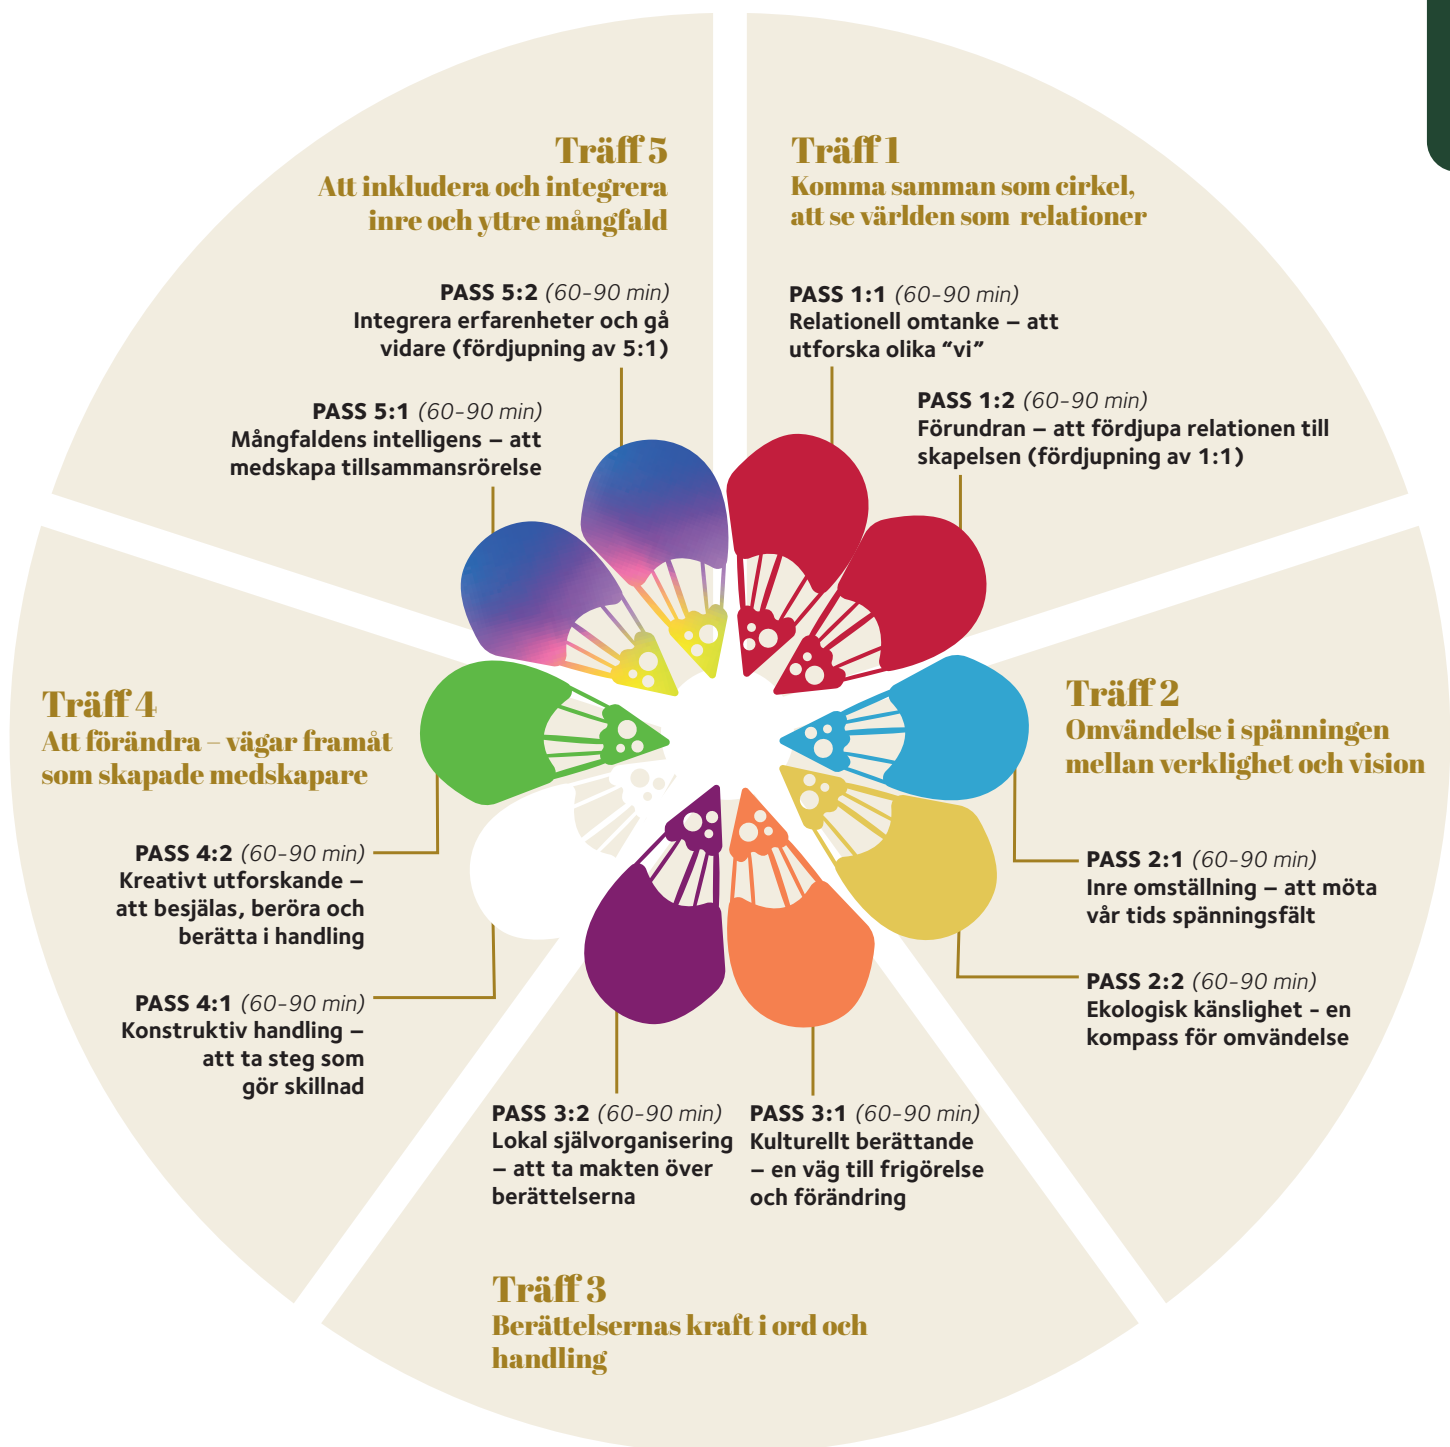 Träff 1
Komma samman som cirkel,
att se världen som relationer
PASS 1:1 (60-90 min)
Relationell omtanke – att
utforska olika “vi”
PASS 1:2 (60-90 min)
Förundran – att fördjupa relationen till
skapelsen (fördjupning av 1:1)
Träff 2
Omvändelse i spänningen
mellan verklighet och vision
PASS 2:1 (60-90 min)
Inre omställning – att möta
vår tids spänningsfält
PASS 2:2 (60-90 min)
Ekologisk känslighet - en
kompass för omvändelse
PASS 3:1 (60-90 min)
Kulturellt berättande
– en väg till frigörelse
och förändring
PASS 3:2 (60-90 min)
Lokal självorganisering
– att ta makten över
berättelserna
Träff 3
Berättelsernas kraft i ord och
handling
Träff 4
Att förändra – vägar framåt
som skapade medskapare
PASS 4:2 (60-90 min)
Kreativt utforskande –
att besjälas, beröra och
berätta i handling
PASS 4:1 (60-90 min)
Konstruktiv handling –
att ta steg som
gör skillnad
Träff 5
Att inkludera och integrera
inre och yttre mångfald
PASS 5:2 (60-90 min)
Integrera erfarenheter och gå
vidare (fördjupning av 5:1)
PASS 5:1 (60-90 min)
Mångfaldens intelligens – att
medskapa tillsammansrörelse